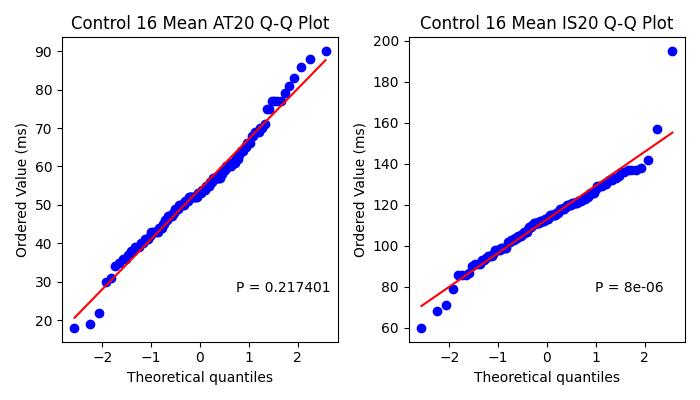 Control 16 Mean AT20 Q-Q Plot
Ordered Value (ms)
90
80
70
60
50
40
30
20
P = 0.217401
−2 −1 0 1 2
Theoretical quantiles
Control 16 Mean IS20 Q-Q Plot
Ordered Value (ms)
200
180
160
140
120
100
80
60
P = 8e-06
−2 −1 0 1 2
Theoretical quantiles